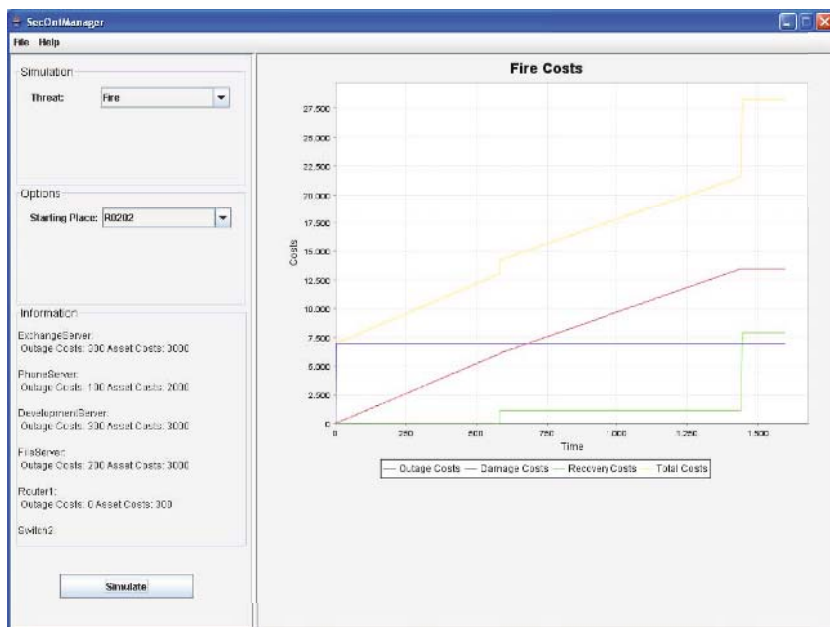 SecOntManager
File Help
Simulation
Threat: Fire
Options
Starting Place: R0202
Information
ExchangeServer:
Outage Costs: 300 Asset Costs: 3000
PhoneServer:
Outage Costs: 100 Asset Costs: 2000
DevelopmentServer:
Outage Costs: 300 Asset Costs: 3000
FileServer:
Outage Costs: 200 Asset Costs: 3000
Router1:
Outage Costs: 0 Asset Costs: 300
Switch2
Simulate
Fire Costs
Costs
27.500
25.000
22.500
20.000
17.500
15.000
12.500
10.000
7.500
5.000
2.500
0
0 250 500 750 1.000 1.250 1.500
Time
Outage Costs Damage Costs Recovery Costs Total Costs